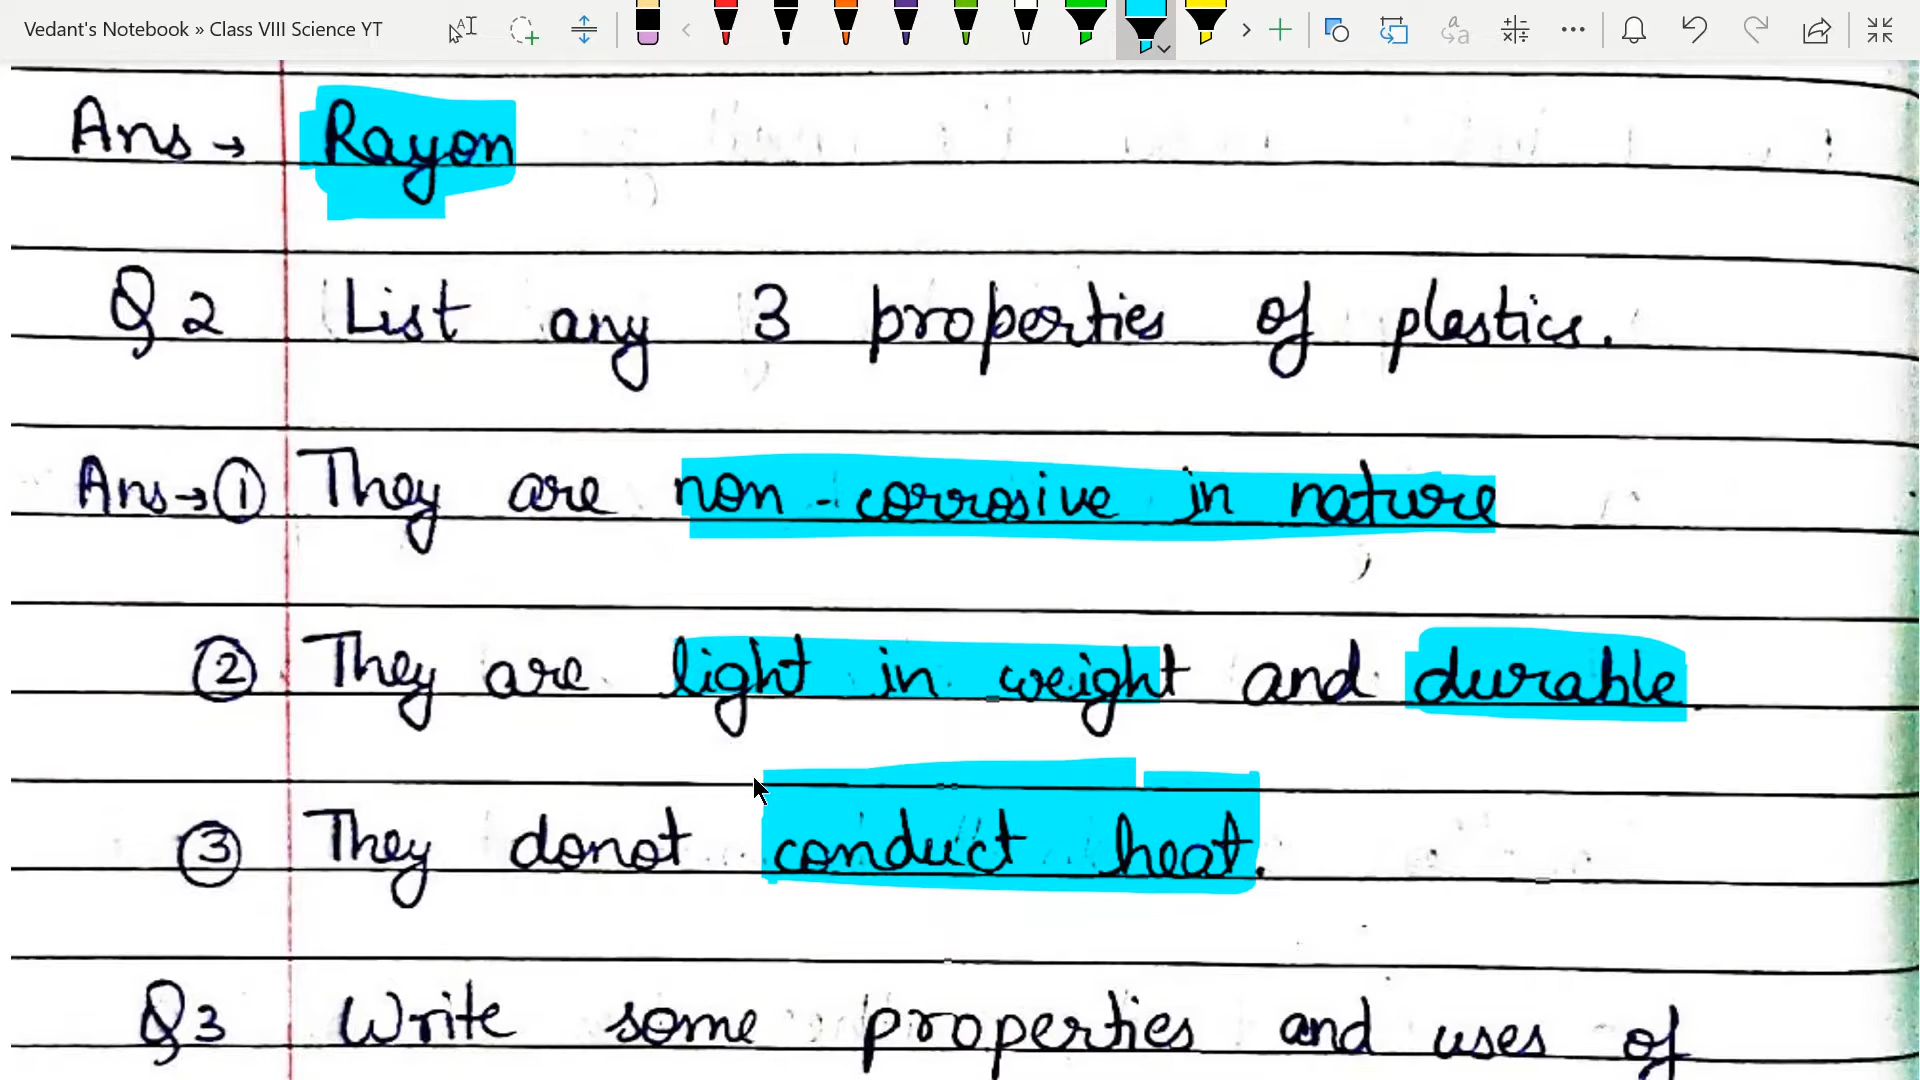 Vedant's Notebook » Class VIII Science YT
Ans → Rayon
Q2 List any 3 properties of plastics.
Ans → ① They are non-corrosive in nature
② They are light in weight and durable.
③ They donot conduct heat.
Q3 Write some properties and uses of